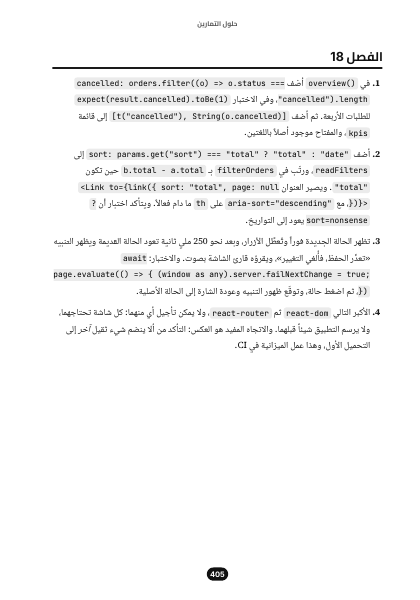 حلول التمارين
الفصل 18
1. في overview() أضف cancelled: orders.filter((o) => o.status ===
"cancelled").length، وفي الاختبار expect(result.cancelled).toBe(1)
للطلبات الأربعة. ثم أضف [t("cancelled"), String(o.cancelled)] إلى قائمة
kpis، والمفتاح موجود أصلاً باللغتين.
2. أضف sort: params.get("sort") === "total" ? "total" : "date" إلى
readFilters، ورتّب في filterOrders بـ b.total - a.total حين تكون
"total". ويصير العنوان <Link to={link({ sort: "total", page: null
})}>، مع aria-sort="descending" على th ما دام فعالاً. ويتأكد اختبار أن ?
sort=nonsense يعود إلى التواريخ.
3. تظهر الحالة الجديدة فوراً وتُعطَّل الأزرار، وبعد نحو 250 ملي ثانية تعود الحالة القديمة ويظهر التنبيه
«تعذّر الحفظ، فأُلغي التغيير»، ويقرؤه قارئ الشاشة بصوت. والاختبار: await
page.evaluate(() => { (window as any).server.failNextChange = true;
})، ثم اضغط حالة، وتوقّع ظهور التنبيه وعودة الشارة إلى الحالة الأصلية.
4. الأكبر التالي react-dom ثم react-router، ولا يمكن تأجيل أي منهما: كل شاشة تحتاجهما،
ولا يرسم التطبيق شيئاً قبلهما. والاتجاه المفيد هو العكس: التأكد من ألا ينضم شيء ثقيل آخر إلى
التحميل الأول، وهذا عمل الميزانية في CI.
405